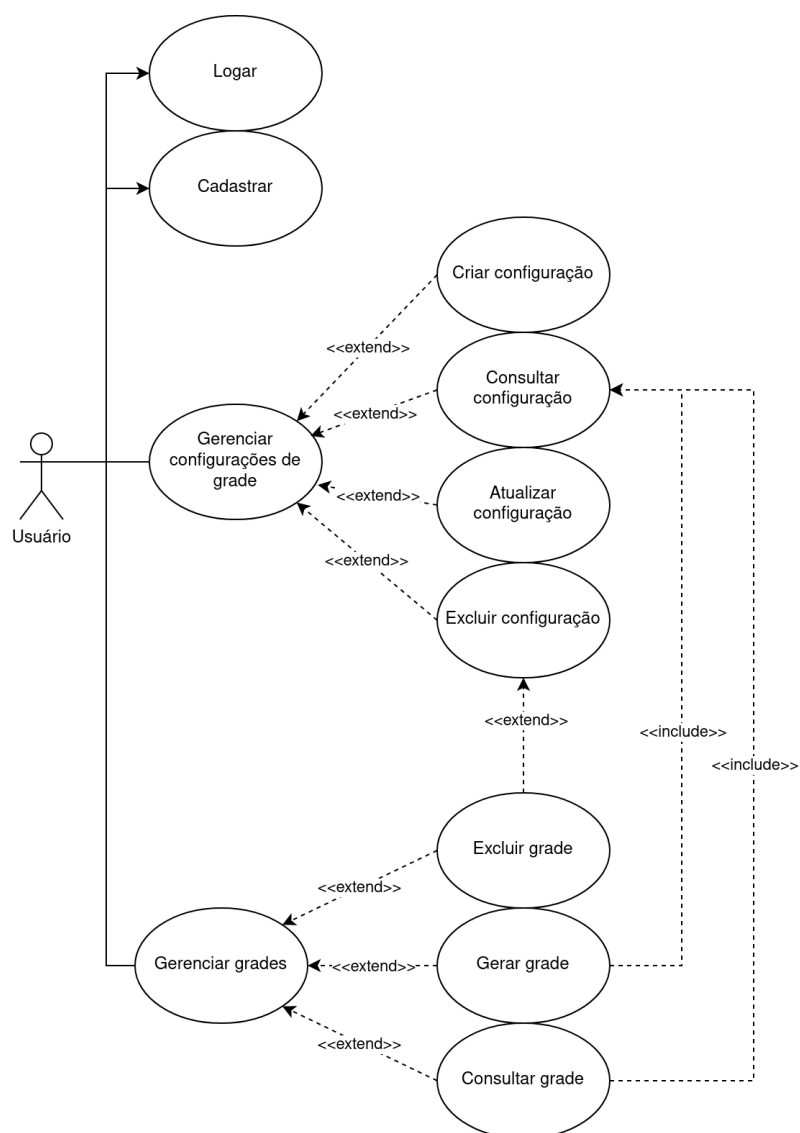 Logar
Cadastrar
Criar configuração
<<extend>>
Consultar
configuração
<<extend>>
Gerenciar
configurações de
grade
<<extend>>
Atualizar
configuração
Usuário
<<extend>>
Excluir configuração
<<extend>>
<<include>>
<<include>>
Excluir grade
<<extend>>
Gerenciar grades
<<extend>>
Gerar grade
<<extend>>
Consultar grade